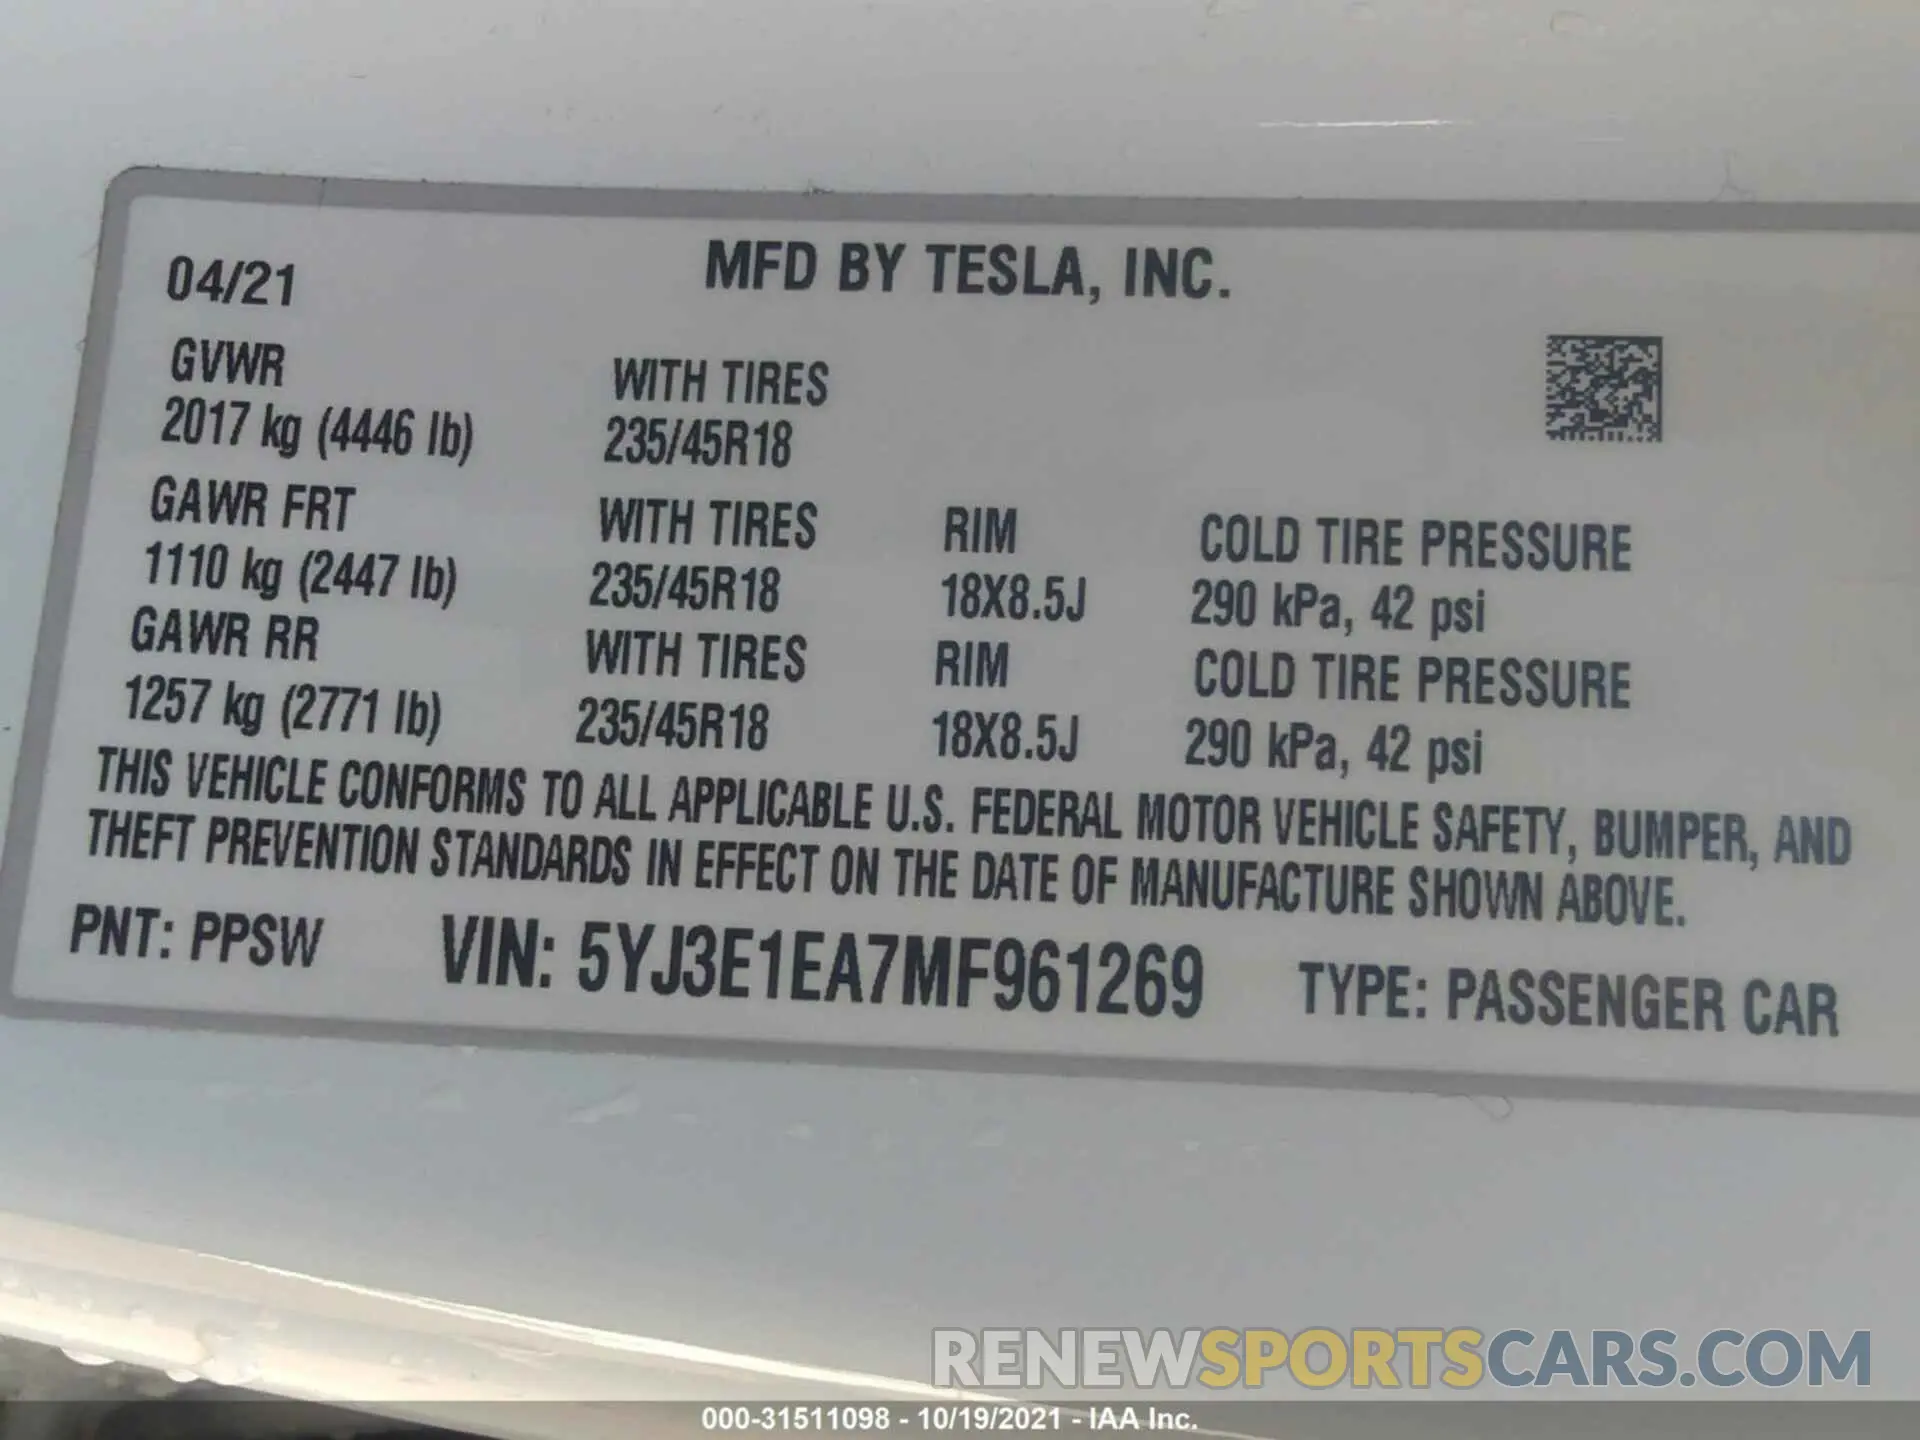 04/21 MFD BY TESLA, INC.
GVWR WITH TIRES
2017 kg (4446 lb) 235/45R18
GAWR FRT WITH TIRES RIM COLD TIRE PRESSURE
1110 kg (2447 lb) 235/45R18 18X8.5J 290 kPa, 42 psi
GAWR RR WITH TIRES RIM COLD TIRE PRESSURE
1257 kg (2771 lb) 235/45R18 18X8.5J 290 kPa, 42 psi
THIS VEHICLE CONFORMS TO ALL APPLICABLE U.S. FEDERAL MOTOR VEHICLE SAFETY, BUMPER, AND
THEFT PREVENTION STANDARDS IN EFFECT ON THE DATE OF MANUFACTURE SHOWN ABOVE.
PNT: PPSW VIN: 5YJ3E1EA7MF961269 TYPE: PASSENGER CAR
RENEWSPORTSCARS.COM
000-31511098 - 10/19/2021 - IAA Inc.